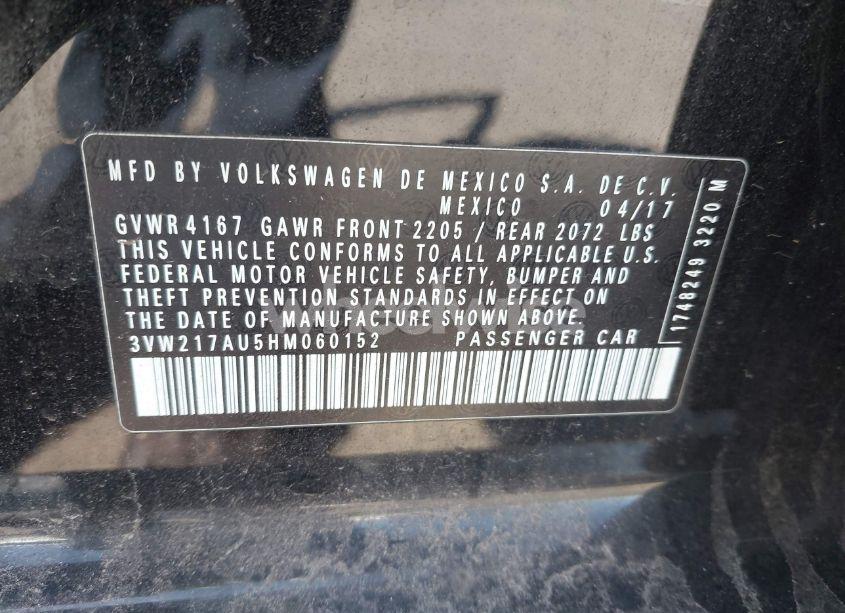 MFD BY VOLKSWAGEN DE MEXICO S.A. DE C.V.
MEXICO 04/17
GVWR 4167 GAWR FRONT 2205 / REAR 2072 LBS
THIS VEHICLE CONFORMS TO ALL APPLICABLE U.S.
FEDERAL MOTOR VEHICLE SAFETY, BUMPER AND
THEFT PREVENTION STANDARDS IN EFFECT ON
THE DATE OF MANUFACTURE SHOWN ABOVE.
3VW217AU5HM060152 PASSENGER CAR
1748249 3220 M